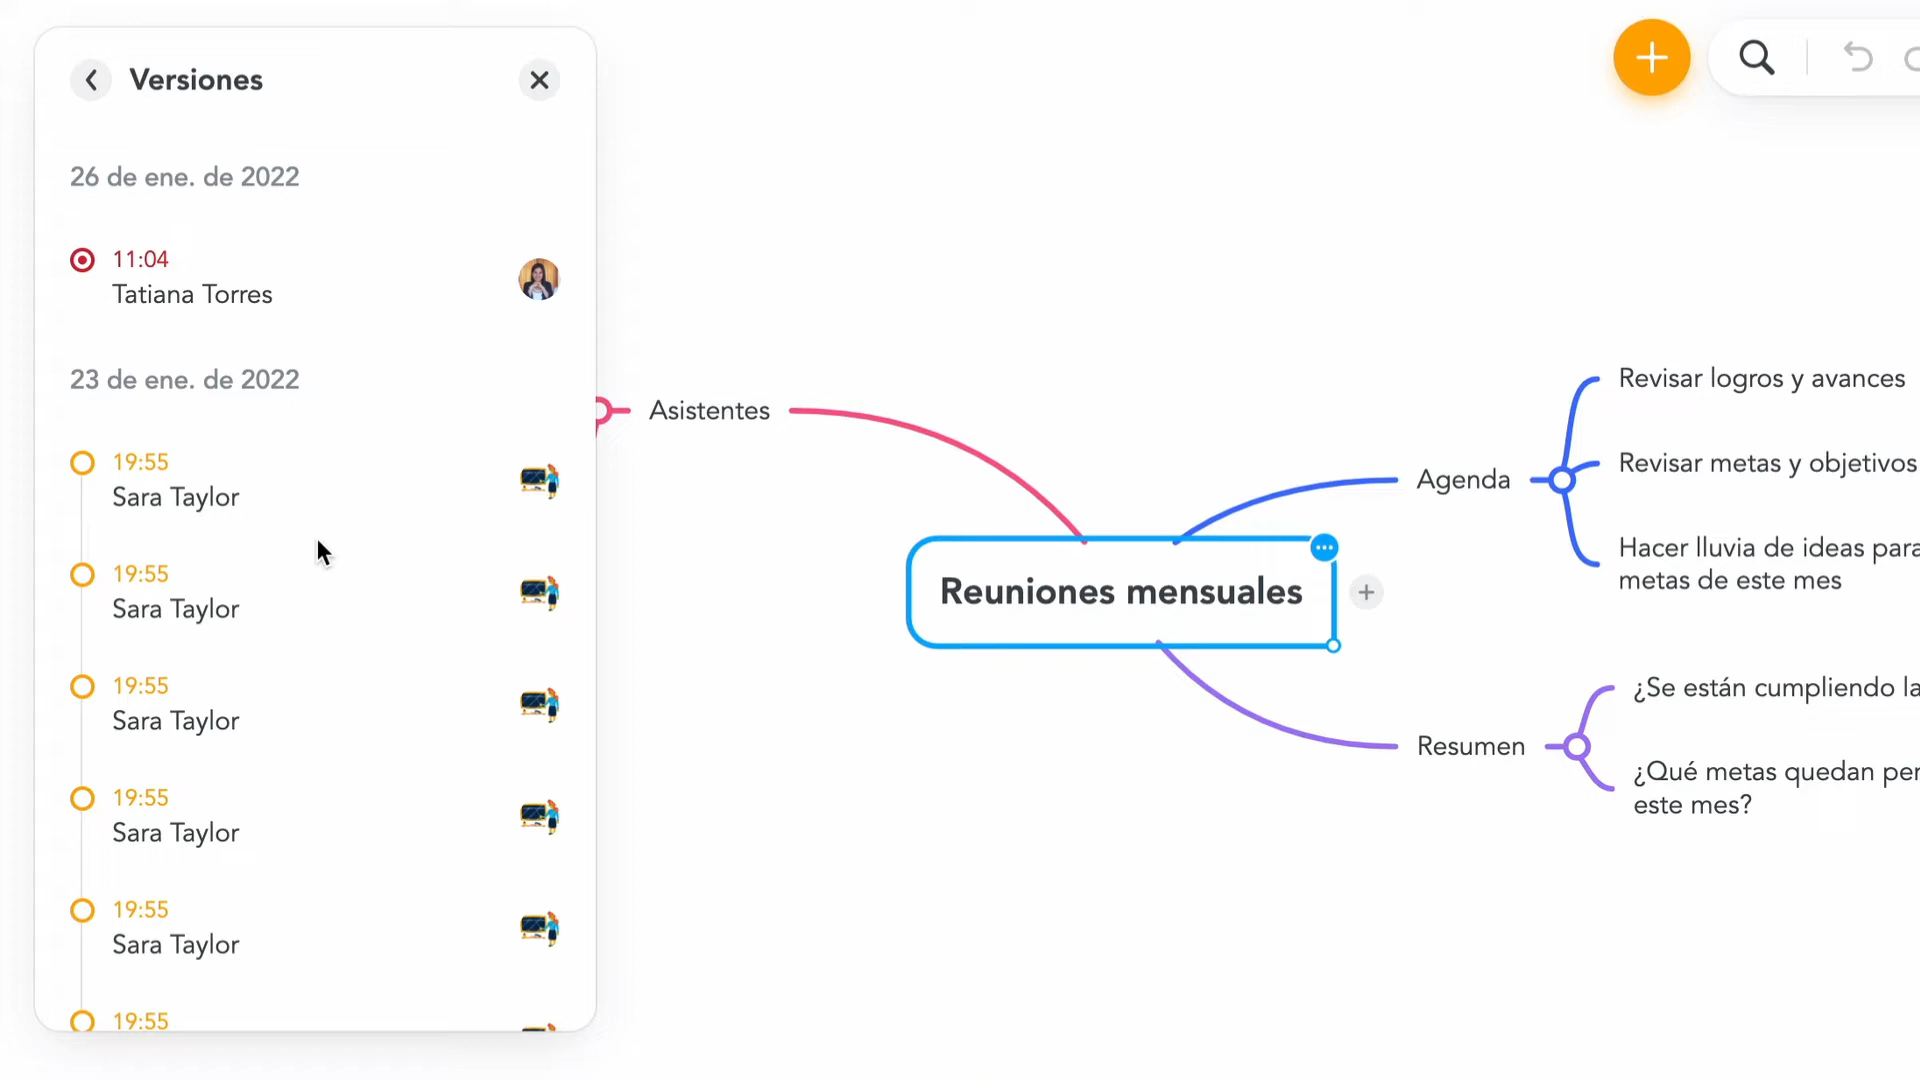 Versiones
26 de ene. de 2022
11:04
Tatiana Torres
23 de ene. de 2022
19:55
Sara Taylor
19:55
Sara Taylor
19:55
Sara Taylor
19:55
Sara Taylor
19:55
Sara Taylor
19:55
Asistentes
Reuniones mensuales
Agenda
Revisar logros y avances
Revisar metas y objetivos
Hacer lluvia de ideas para
metas de este mes
Resumen
¿Se están cumpliendo la
¿Qué metas quedan per
este mes?